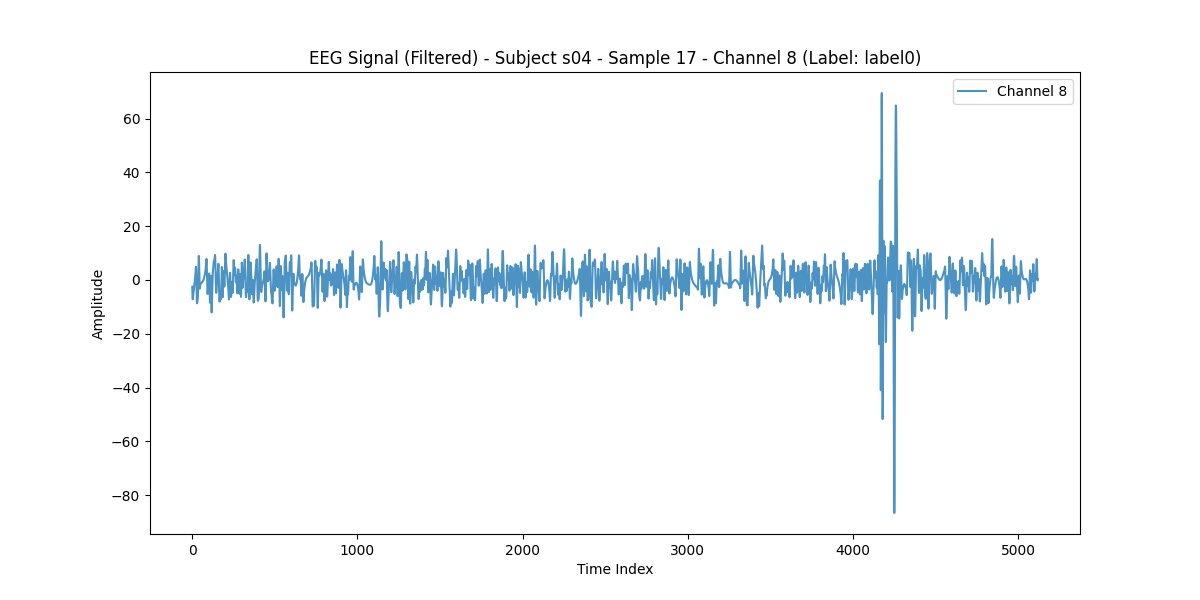 EEG Signal (Filtered) - Subject s04 - Sample 17 - Channel 8 (Label: label0)
Channel 8
60
40
20
0
−20
−40
−60
−80
Amplitude
0 1000 2000 3000 4000 5000
Time Index